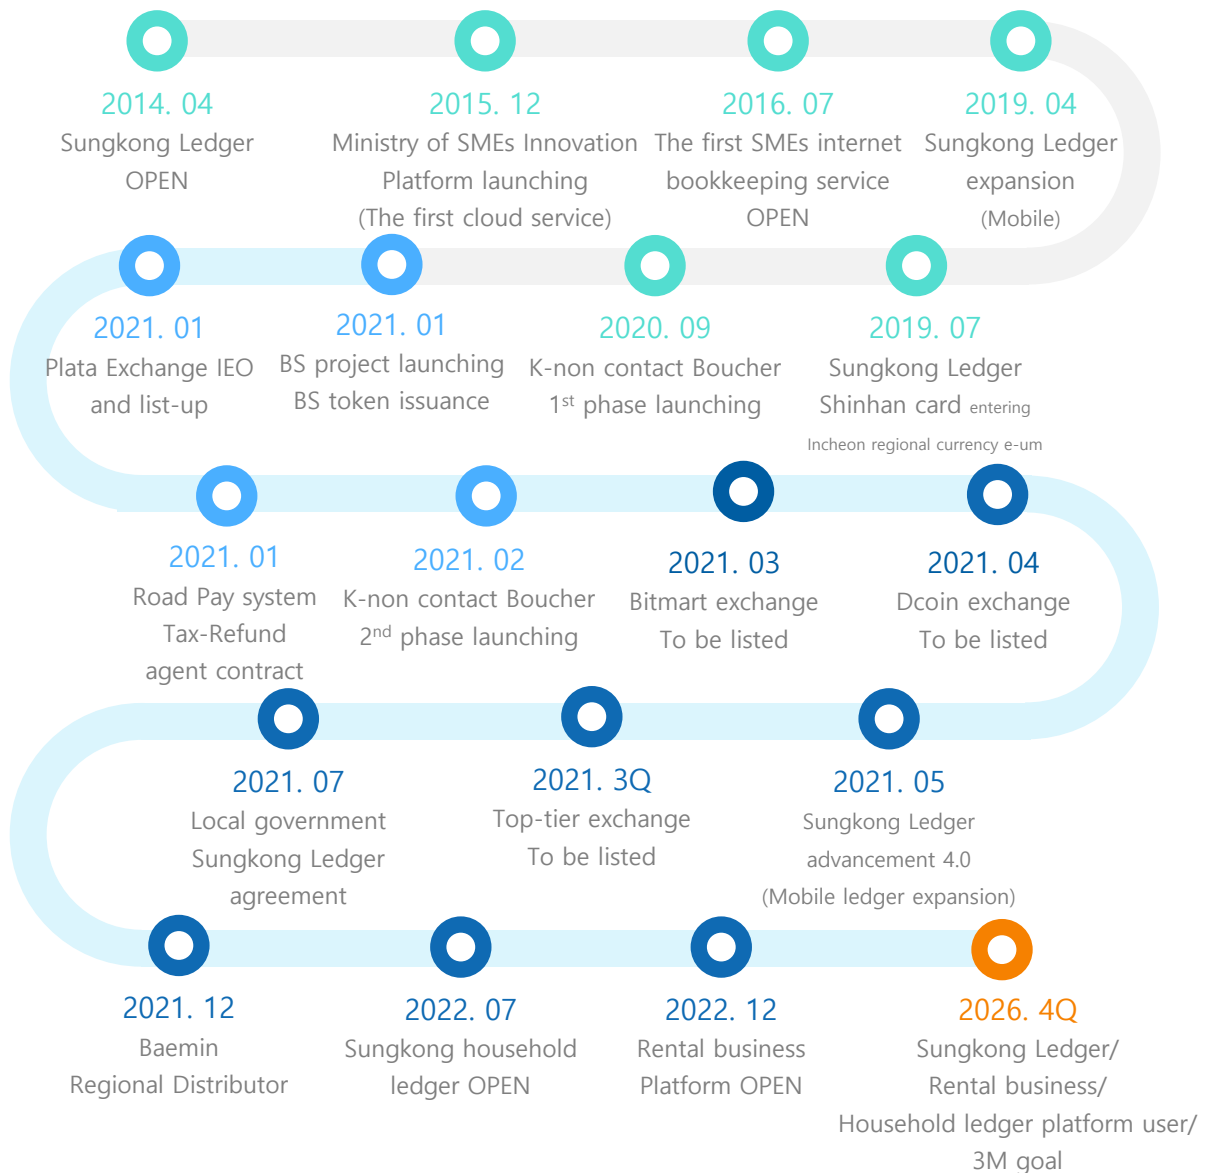 2014. 04
Sungkong Ledger
OPEN
2015. 12
Ministry of SMEs Innovation
Platform launching
(The first cloud service)
2016. 07
The first SMEs internet
bookkeeping service
OPEN
2019. 04
Sungkong Ledger
expansion
(Mobile)
2021. 01
Plata Exchange IEO
and list-up
2021. 01
BS project launching
BS token issuance
2020. 09
K-non contact Boucher
1st phase launching
2019. 07
Sungkong Ledger
Shinhan card entering
Incheon regional currency e-um
2021. 01
Road Pay system
Tax-Refund
agent contract
2021. 02
K-non contact Boucher
2nd phase launching
2021. 03
Bitmart exchange
To be listed
2021. 04
Dcoin exchange
To be listed
2021. 07
Local government
Sungkong Ledger
agreement
2021. 3Q
Top-tier exchange
To be listed
2021. 05
Sungkong Ledger
advancement 4.0
(Mobile ledger expansion)
2021. 12
Baemin
Regional Distributor
2022. 07
Sungkong household
ledger OPEN
2022. 12
Rental business
Platform OPEN
2026. 4Q
Sungkong Ledger/
Rental business/
Household ledger platform user/
3M goal